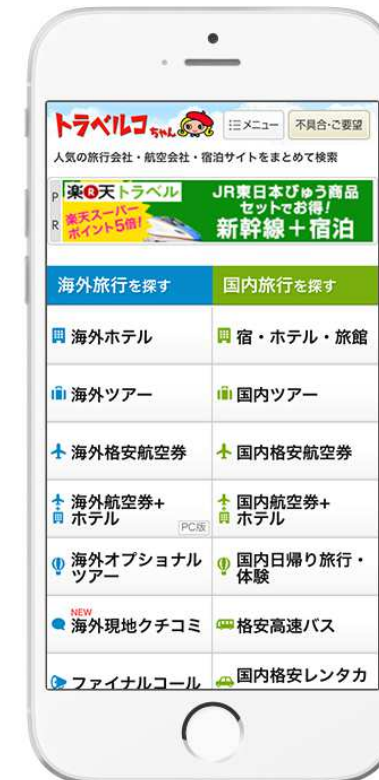 トラベルコちゃん
メニュー
不具合・ご要望
人気の旅行会社・航空会社・宿泊サイトをまとめて検索
PR
楽R天トラベル
楽天スーパー
ポイント5倍!
JR東日本びゅう商品
セットでお得!
新幹線+宿泊
海外旅行を探す
国内旅行を探す
海外ホテル
宿・ホテル・旅館
海外ツアー
国内ツアー
海外格安航空券
国内格安航空券
海外航空券+
ホテル
PC版
国内航空券+
ホテル
海外オプショナル
ツアー
国内日帰り旅行・
体験
NEW
海外現地クチコミ
格安高速バス
ファイナルコール
国内格安レンタカ